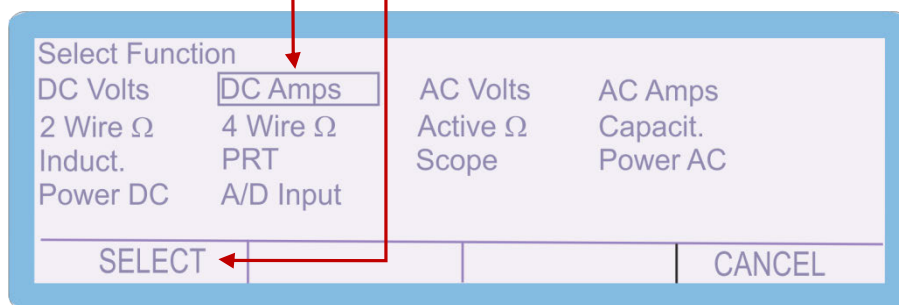 Select Function
DC Volts DC Amps AC Volts AC Amps
2 Wire Ω 4 Wire Ω Active Ω Capacit.
Induct. PRT Scope Power AC
Power DC A/D Input
SELECT CANCEL